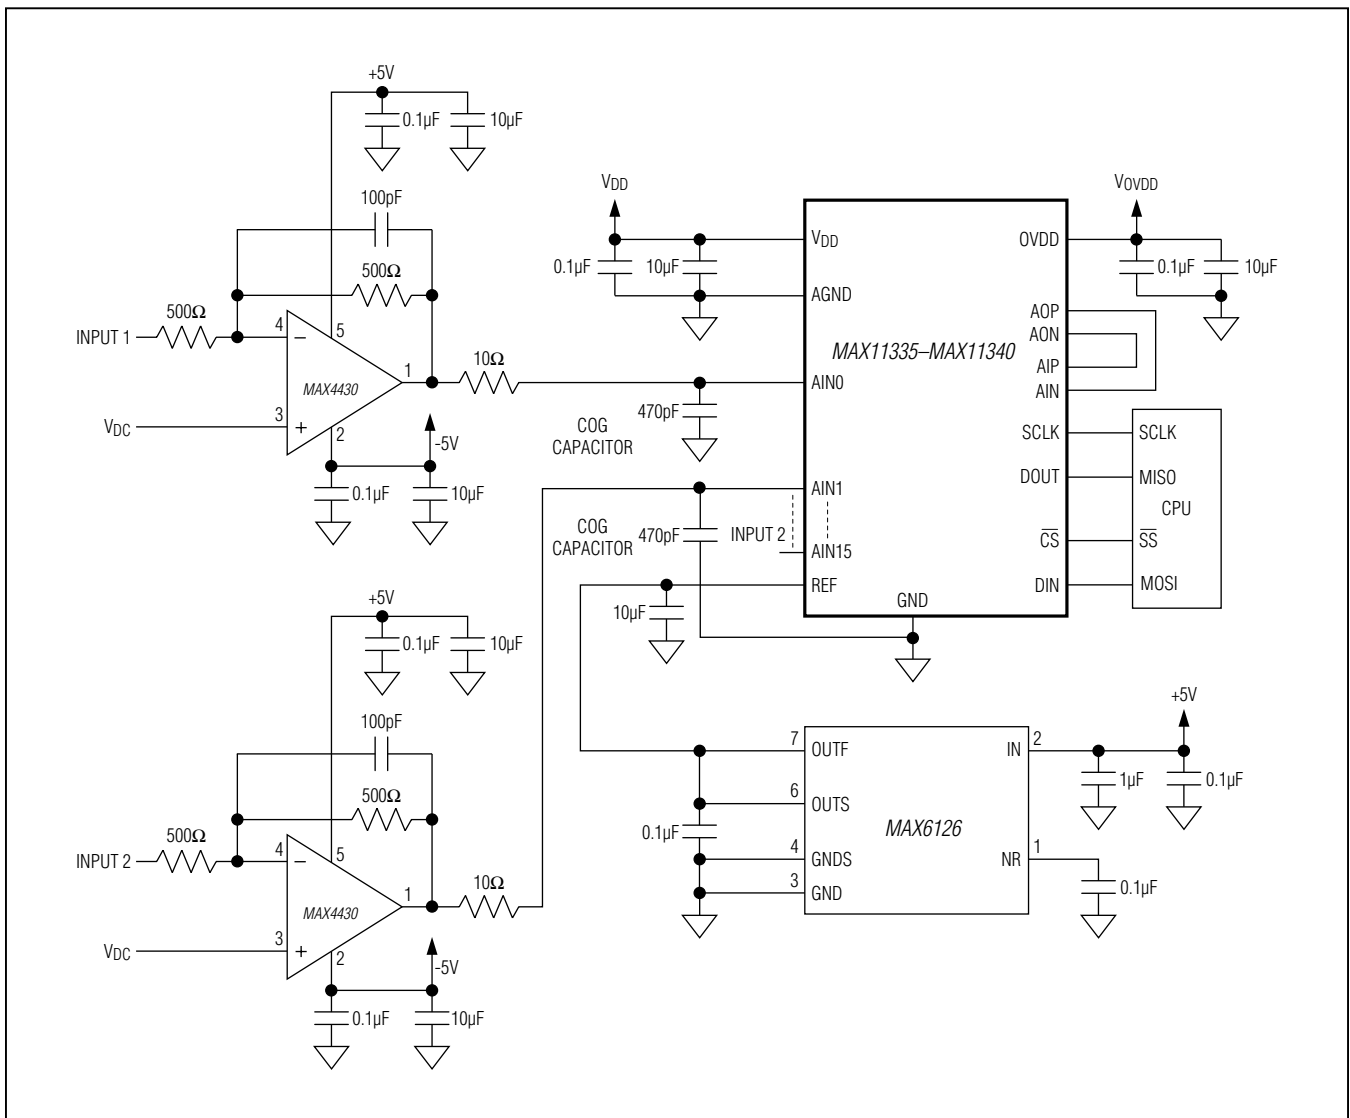 +5V
0.1µF
10µF
100pF
500Ω
500Ω
INPUT 1
4
5
−
1
MAX4430
3
VDC
+
2
-5V
0.1µF
10µF
10Ω
COG
CAPACITOR
470pF
VDD
0.1µF
10µF
VDD
AGND
AIN0
AIN1
AIN15
REF
GND
MAX11335–MAX11340
OVDD
AOP
AON
AIP
AIN
SCLK
DOUT
CS
DIN
VOVDD
0.1µF
10µF
SCLK
MISO
CPU
SS
MOSI
COG
CAPACITOR
470pF
INPUT 2
10µF
+5V
0.1µF
10µF
100pF
500Ω
500Ω
INPUT 2
4
5
−
1
MAX4430
3
VDC
+
2
-5V
0.1µF
10µF
10Ω
7
OUTF
6
OUTS
0.1µF
4
GNDS
3
GND
MAX6126
IN
2
NR
1
+5V
1µF
0.1µF
0.1µF